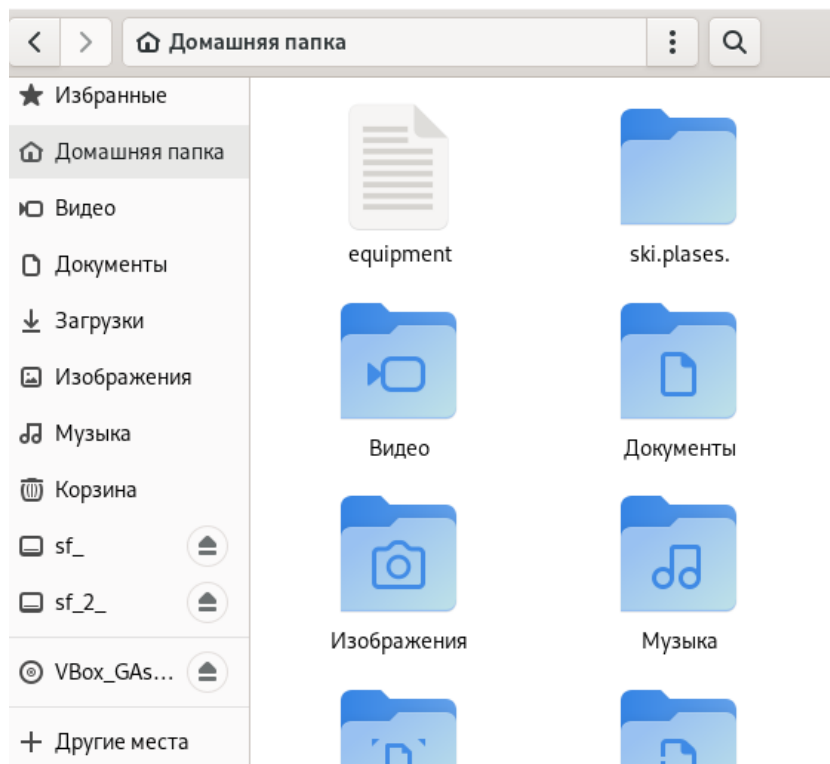 Домашняя папка
Избранные
Домашняя папка
Видео
Документы
Загрузки
Изображения
Музыка
Корзина
sf_
sf_2_
VBox_GAs...
Другие места
equipment
ski.plases.
Видео
Документы
Изображения
Музыка